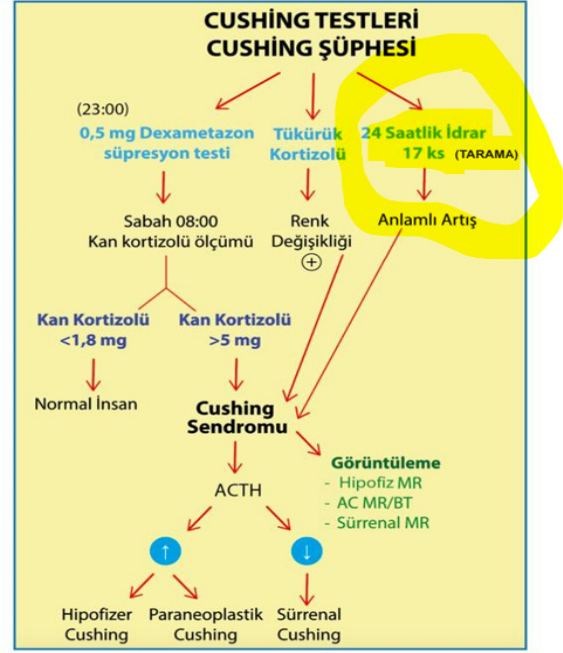 CUSHİNG TESTLERİ
CUSHİNG ŞÜPHESİ
(23:00)
0,5 mg Dexametazon
süpresyon testi
Tükürük
Kortizolü
24 Saatlik İdrar
17 ks (TARAMA)
Sabah 08:00
Kan kortizolü ölçümü
Renk
Değişikliği
+
Anlamlı Artış
Kan Kortizolü
<1,8 mg
Kan Kortizolü
>5 mg
Normal İnsan
Cushing
Sendromu
Görüntüleme
- Hipofiz MR
- AC MR/BT
- Sürrenal MR
ACTH
↑
↓
Hipofizer
Cushing
Paraneoplastik
Cushing
Sürrenal
Cushing